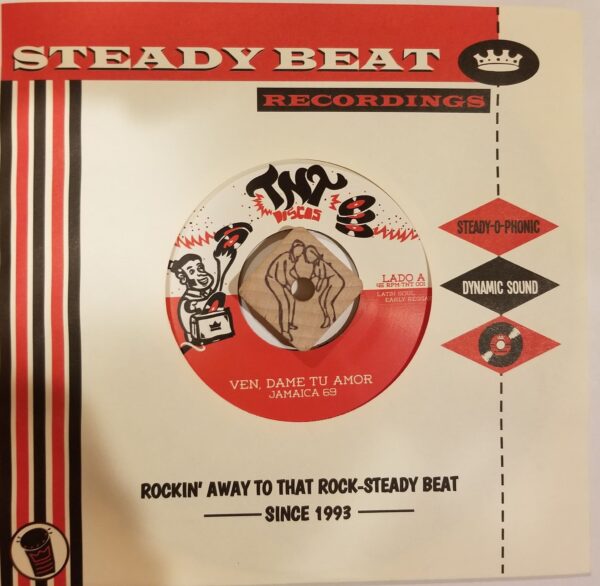 STEADY BEAT
RECORDINGS
TNT
DISCOS
STEADY-O-PHONIC
LADO A
45 RPM-TNT 001
LATIN SOUL
EARLY REGGAE
DYNAMIC SOUND
VEN, DAME TU AMOR
JAMAICA 69
ROCKIN' AWAY TO THAT ROCK-STEADY BEAT
SINCE 1993